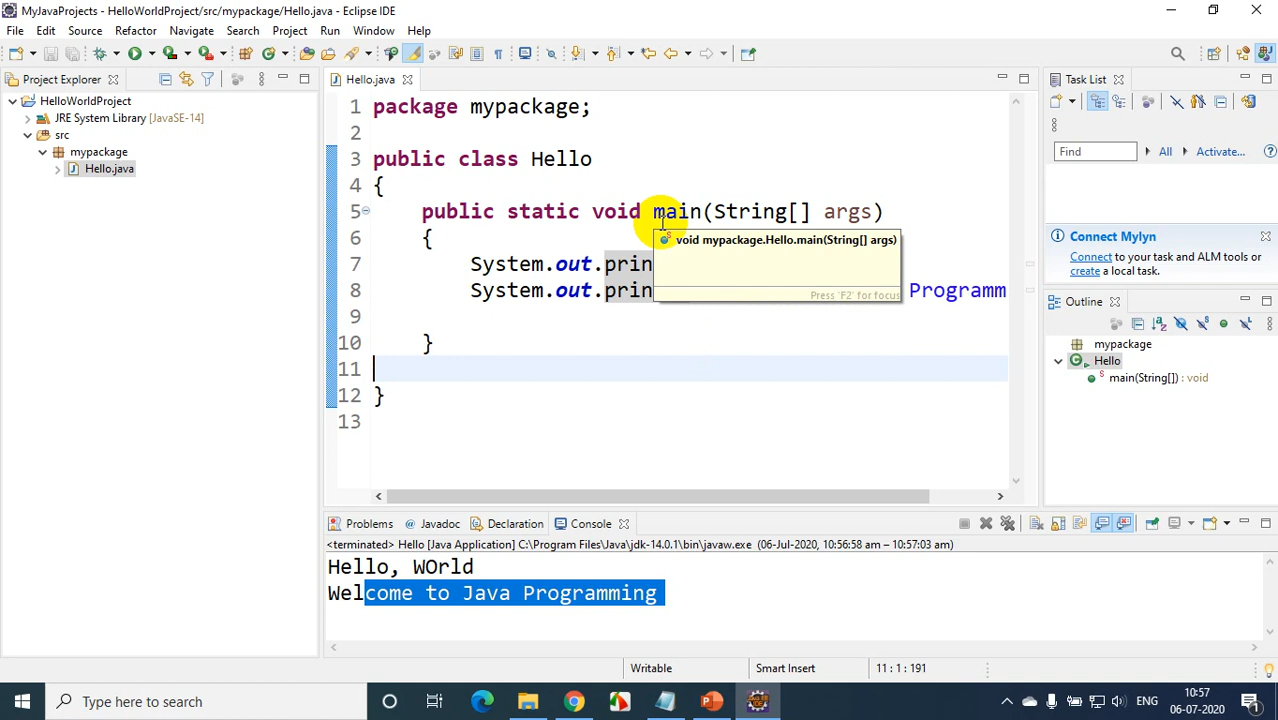 MyJavaProjects - HelloWorldProject/src/mypackage/Hello.java - Eclipse IDE
File Edit Source Refactor Navigate Search Project Run Window Help
Project Explorer
HelloWorldProject
JRE System Library [JavaSE-14]
src
mypackage
Hello.java
Hello.java
1 package mypackage;
2
3 public class Hello
4 {
5 public static void main(String[] args)
6 {
void mypackage.Hello.main(String[] args)
Press 'F2' for focus
7 System.out.prin
8 System.out.prin Programm
9
10 }
11
12 }
13
Task List
Find All Activate...
Connect Mylyn
Connect to your task and ALM tools or
create a local task.
Outline
mypackage
Hello
main(String[]) : void
Problems Javadoc Declaration Console
<terminated> Hello [Java Application] C:\Program Files\Java\jdk-14.0.1\bin\javaw.exe (06-Jul-2020, 10:56:58 am – 10:57:03 am)
Hello, WOrld
Welcome to Java Programming
Writable Smart Insert 11 : 1 : 191
Type here to search
ENG
10:57
06-07-2020